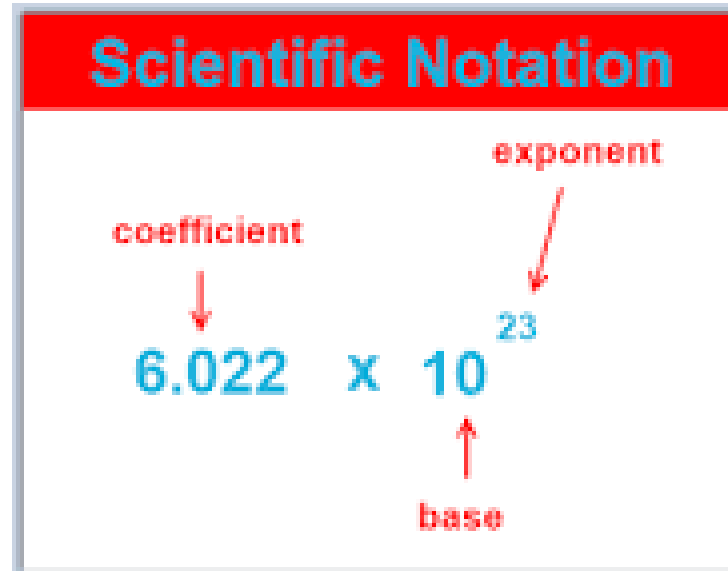 Scientific Notation
exponent
coefficient
6.022 x 10 23
base